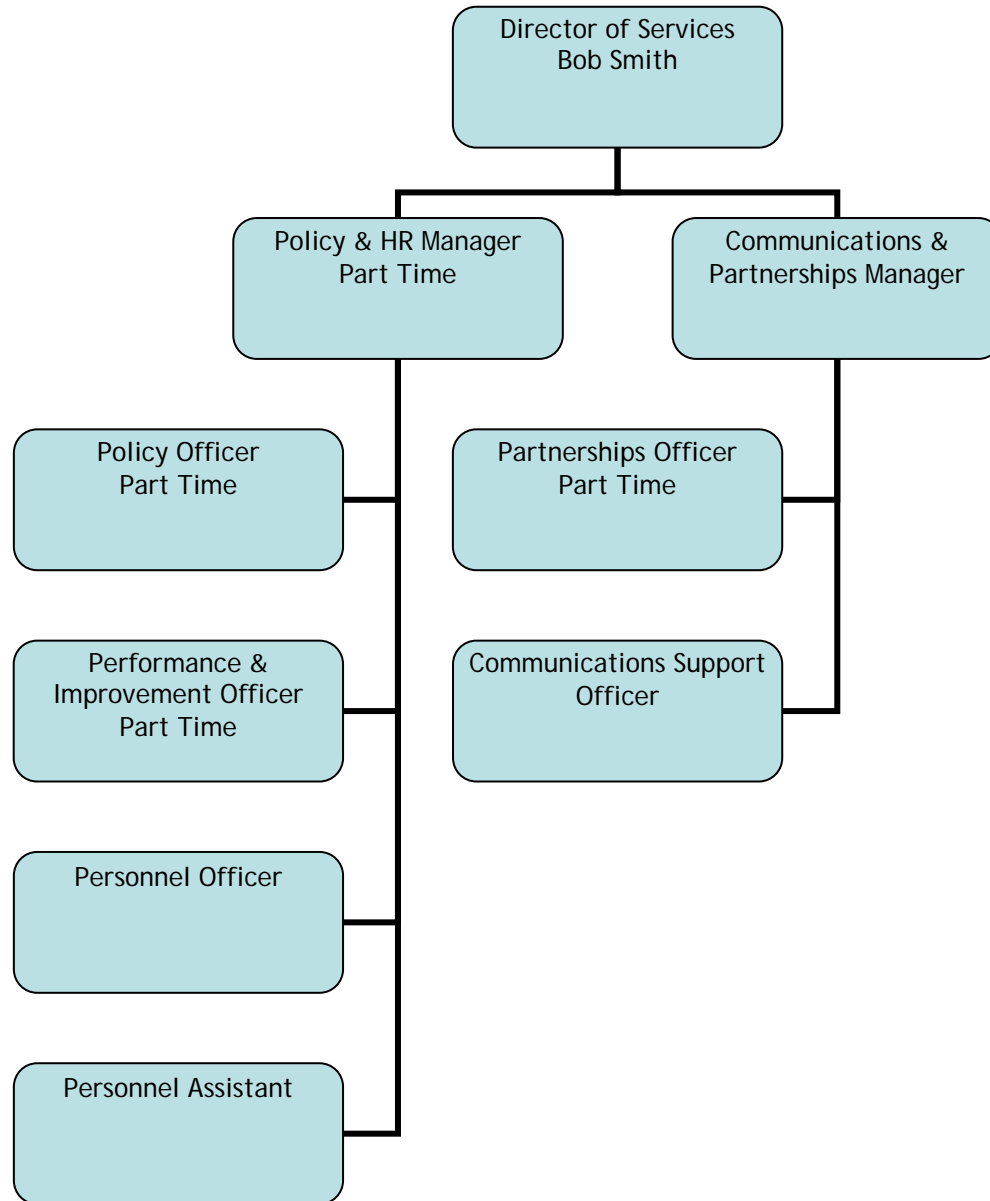 Director of Services
Bob Smith
Policy & HR Manager
Part Time
Communications &
Partnerships Manager
Policy Officer
Part Time
Partnerships Officer
Part Time
Performance &
Improvement Officer
Part Time
Communications Support
Officer
Personnel Officer
Personnel Assistant